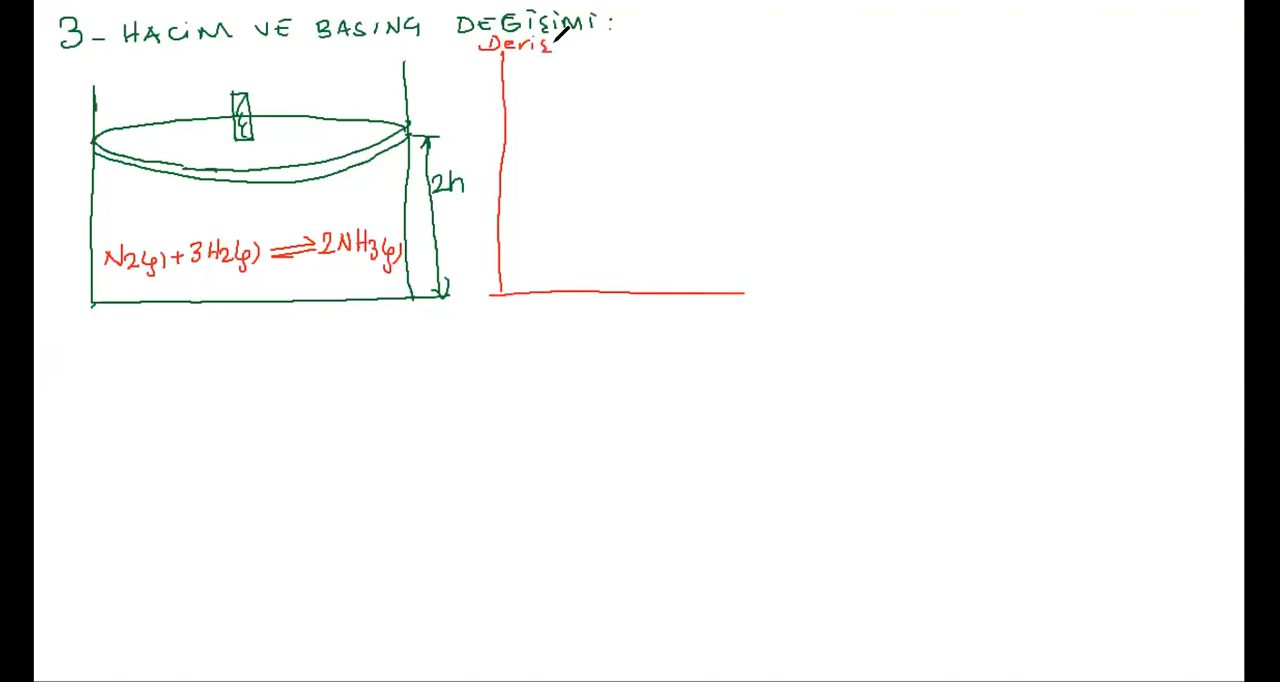 3- HACİM VE BASINÇ DEĞİŞİMİ:
Deriş
2h
N2(g)+3H2(g) ⇌ 2NH3(g)